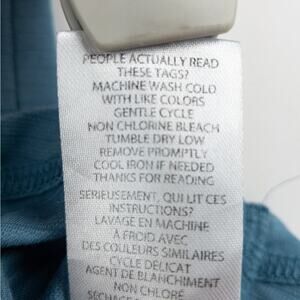 PEOPLE ACTUALLY READ
THESE TAGS?
MACHINE WASH COLD
WITH LIKE COLORS
GENTLE CYCLE
NON CHLORINE BLEACH
TUMBLE DRY LOW
REMOVE PROMPTLY
COOL IRON IF NEEDED
THANKS FOR READING
SÉRIEUSEMENT, QUI LIT CES
INSTRUCTIONS?
LAVAGE EN MACHINE
À FROID AVEC
DES COULEURS SIMILAIRES
CYCLE DÉLICAT
AGENT DE BLANCHIMENT
NON CHLORÉ